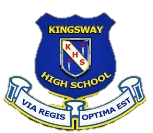 KINGSWAY
KHS
HIGH SCHOOL
VIA REGIS OPTIMA EST